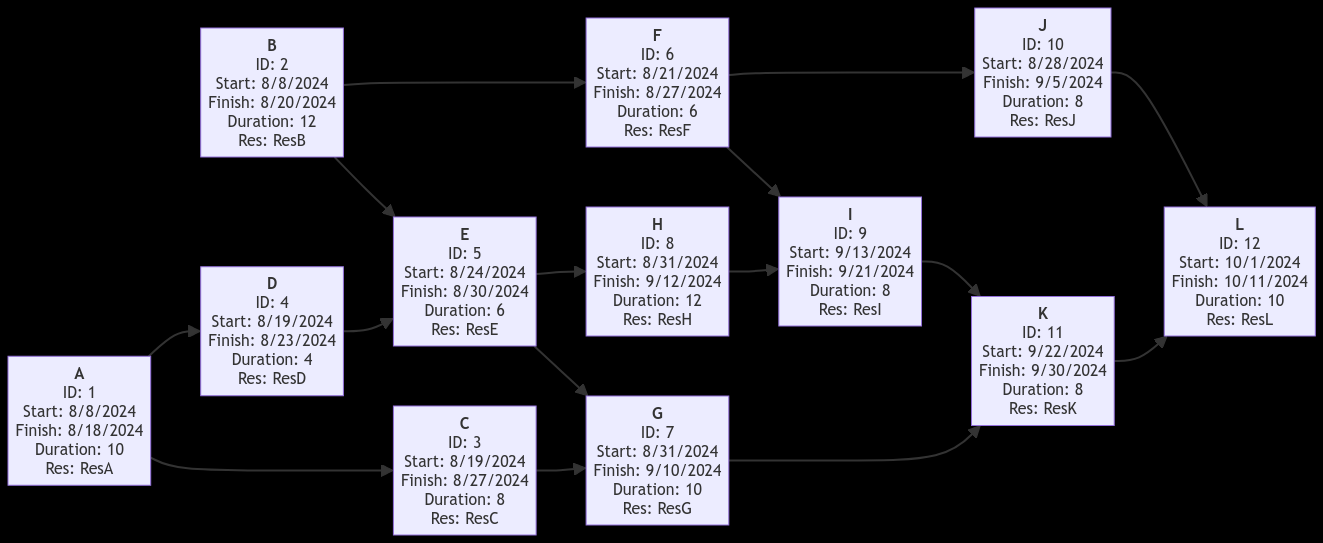 B
ID: 2
Start: 8/8/2024
Finish: 8/20/2024
Duration: 12
Res: ResB
F
ID: 6
Start: 8/21/2024
Finish: 8/27/2024
Duration: 6
Res: ResF
J
ID: 10
Start: 8/28/2024
Finish: 9/5/2024
Duration: 8
Res: ResJ
E
ID: 5
Start: 8/24/2024
Finish: 8/30/2024
Duration: 6
Res: ResE
H
ID: 8
Start: 8/31/2024
Finish: 9/12/2024
Duration: 12
Res: ResH
I
ID: 9
Start: 9/13/2024
Finish: 9/21/2024
Duration: 8
Res: ResI
L
ID: 12
Start: 10/1/2024
Finish: 10/11/2024
Duration: 10
Res: ResL
D
ID: 4
Start: 8/19/2024
Finish: 8/23/2024
Duration: 4
Res: ResD
K
ID: 11
Start: 9/22/2024
Finish: 9/30/2024
Duration: 8
Res: ResK
A
ID: 1
Start: 8/8/2024
Finish: 8/18/2024
Duration: 10
Res: ResA
C
ID: 3
Start: 8/19/2024
Finish: 8/27/2024
Duration: 8
Res: ResC
G
ID: 7
Start: 8/31/2024
Finish: 9/10/2024
Duration: 10
Res: ResG